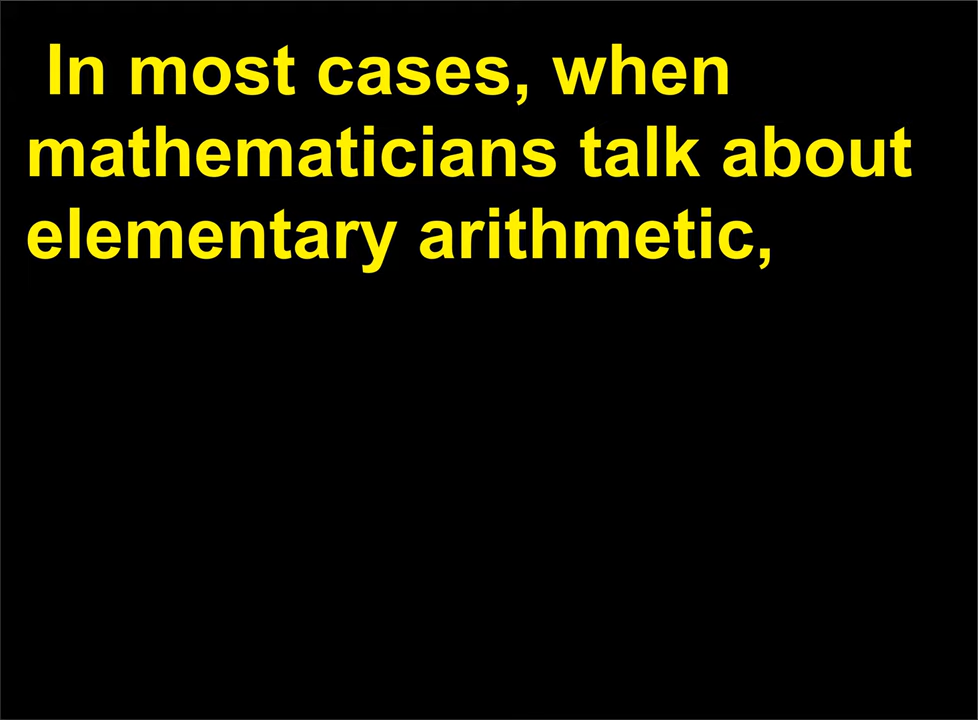 In most cases, when
mathematicians talk about
elementary arithmetic,